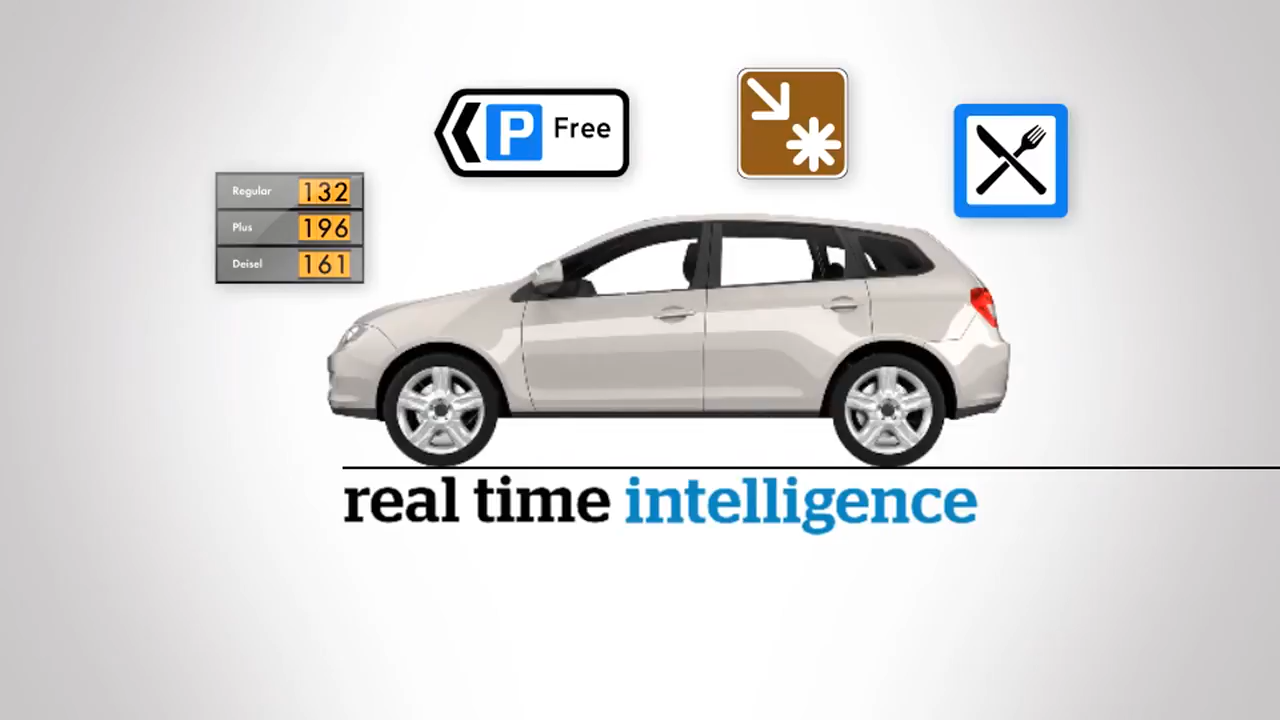 P Free
Regular 132
Plus 196
Deisel 161
real time intelligence